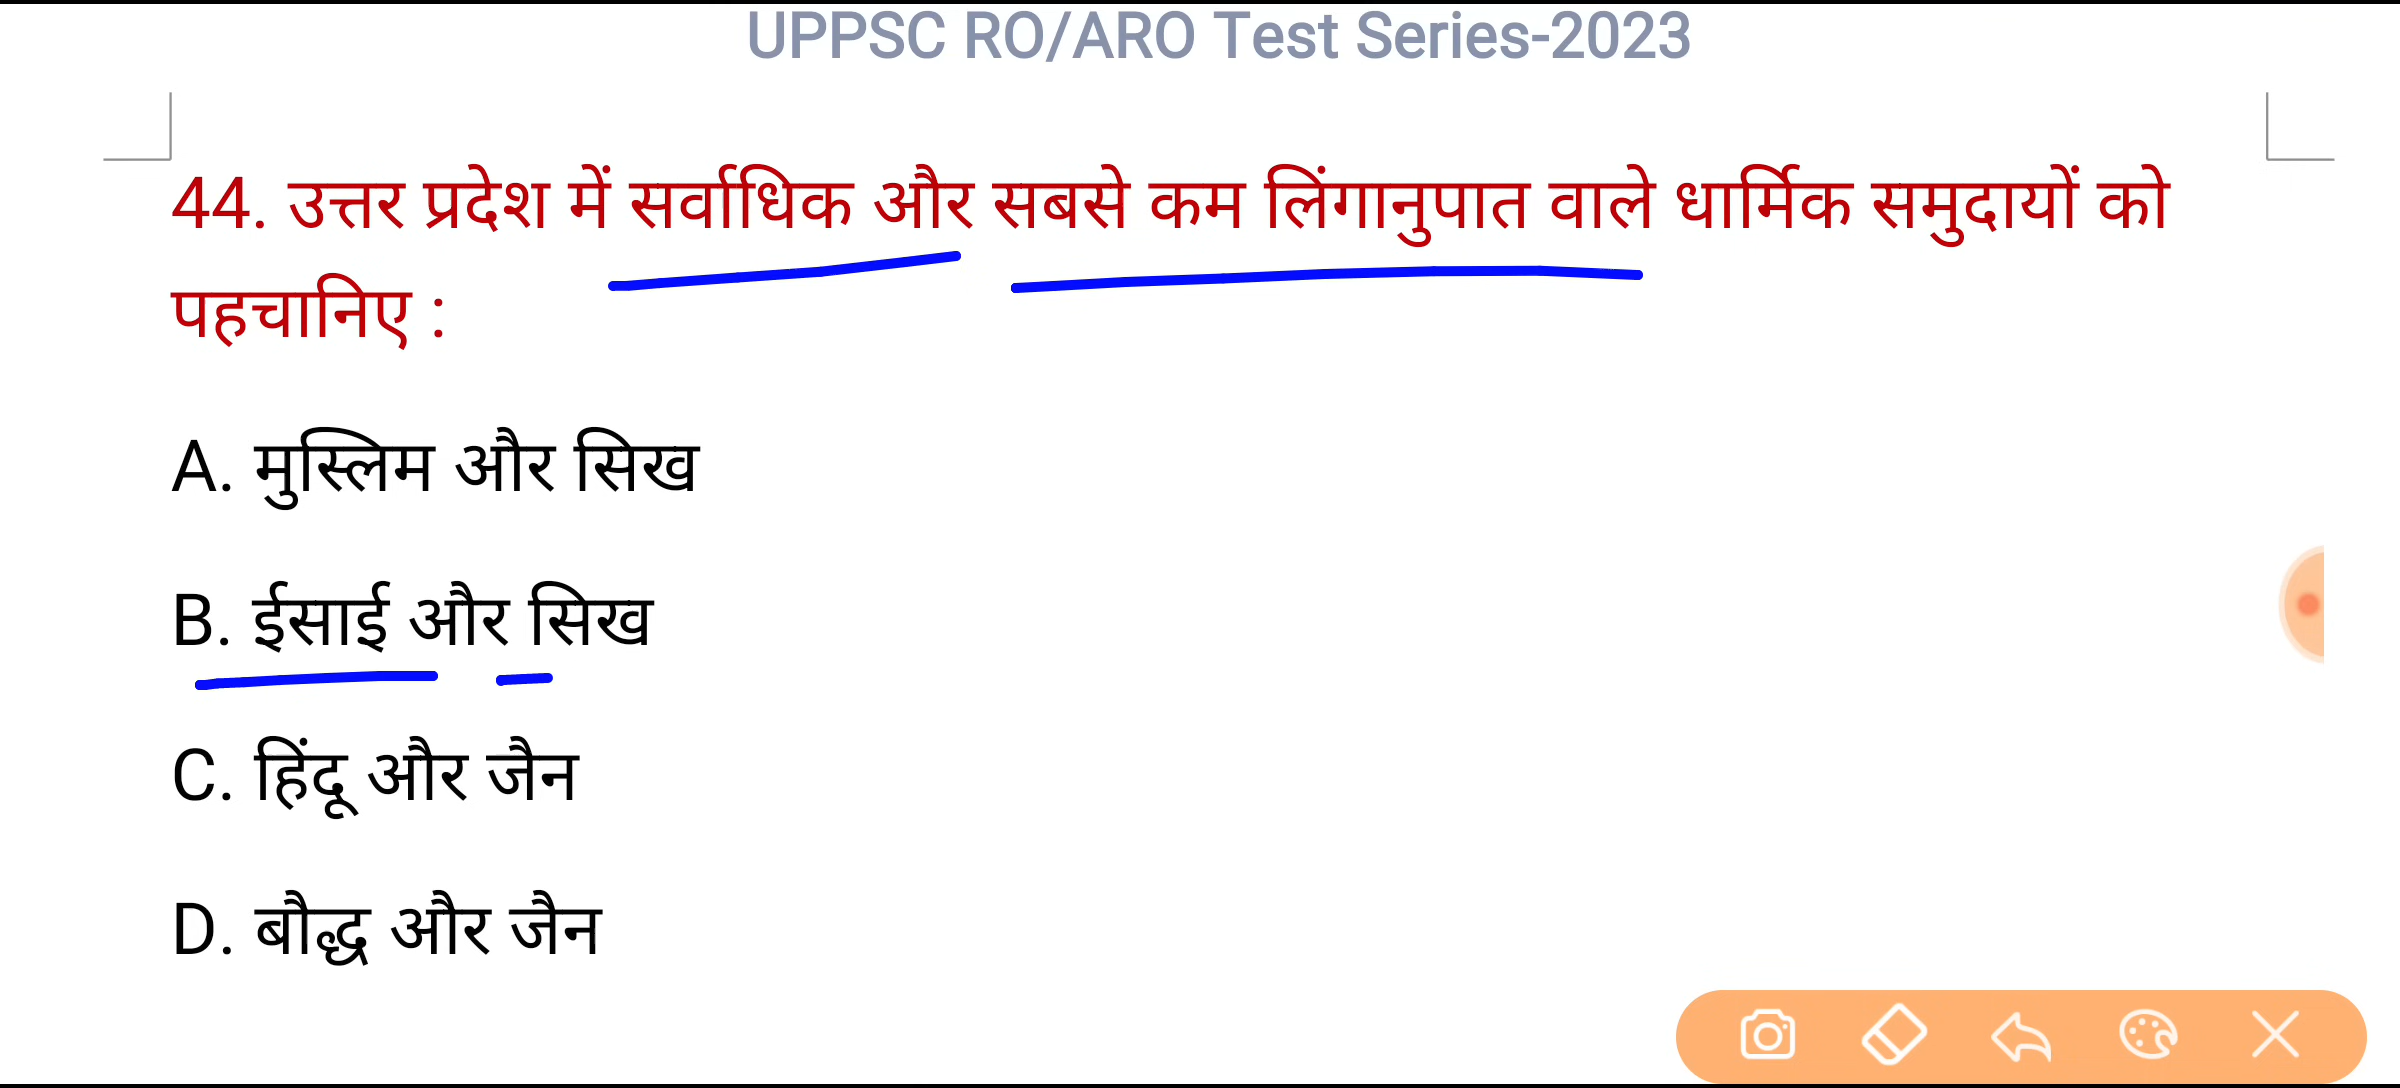 UPPSC RO/ARO Test Series-2023
44. उत्तर प्रदेश में सर्वाधिक और सबसे कम लिंगानुपात वाले धार्मिक समुदायों को
पहचानिए :
A. मुस्लिम और सिख
B. ईसाई और सिख
C. हिंदू और जैन
D. बौद्ध और जैन